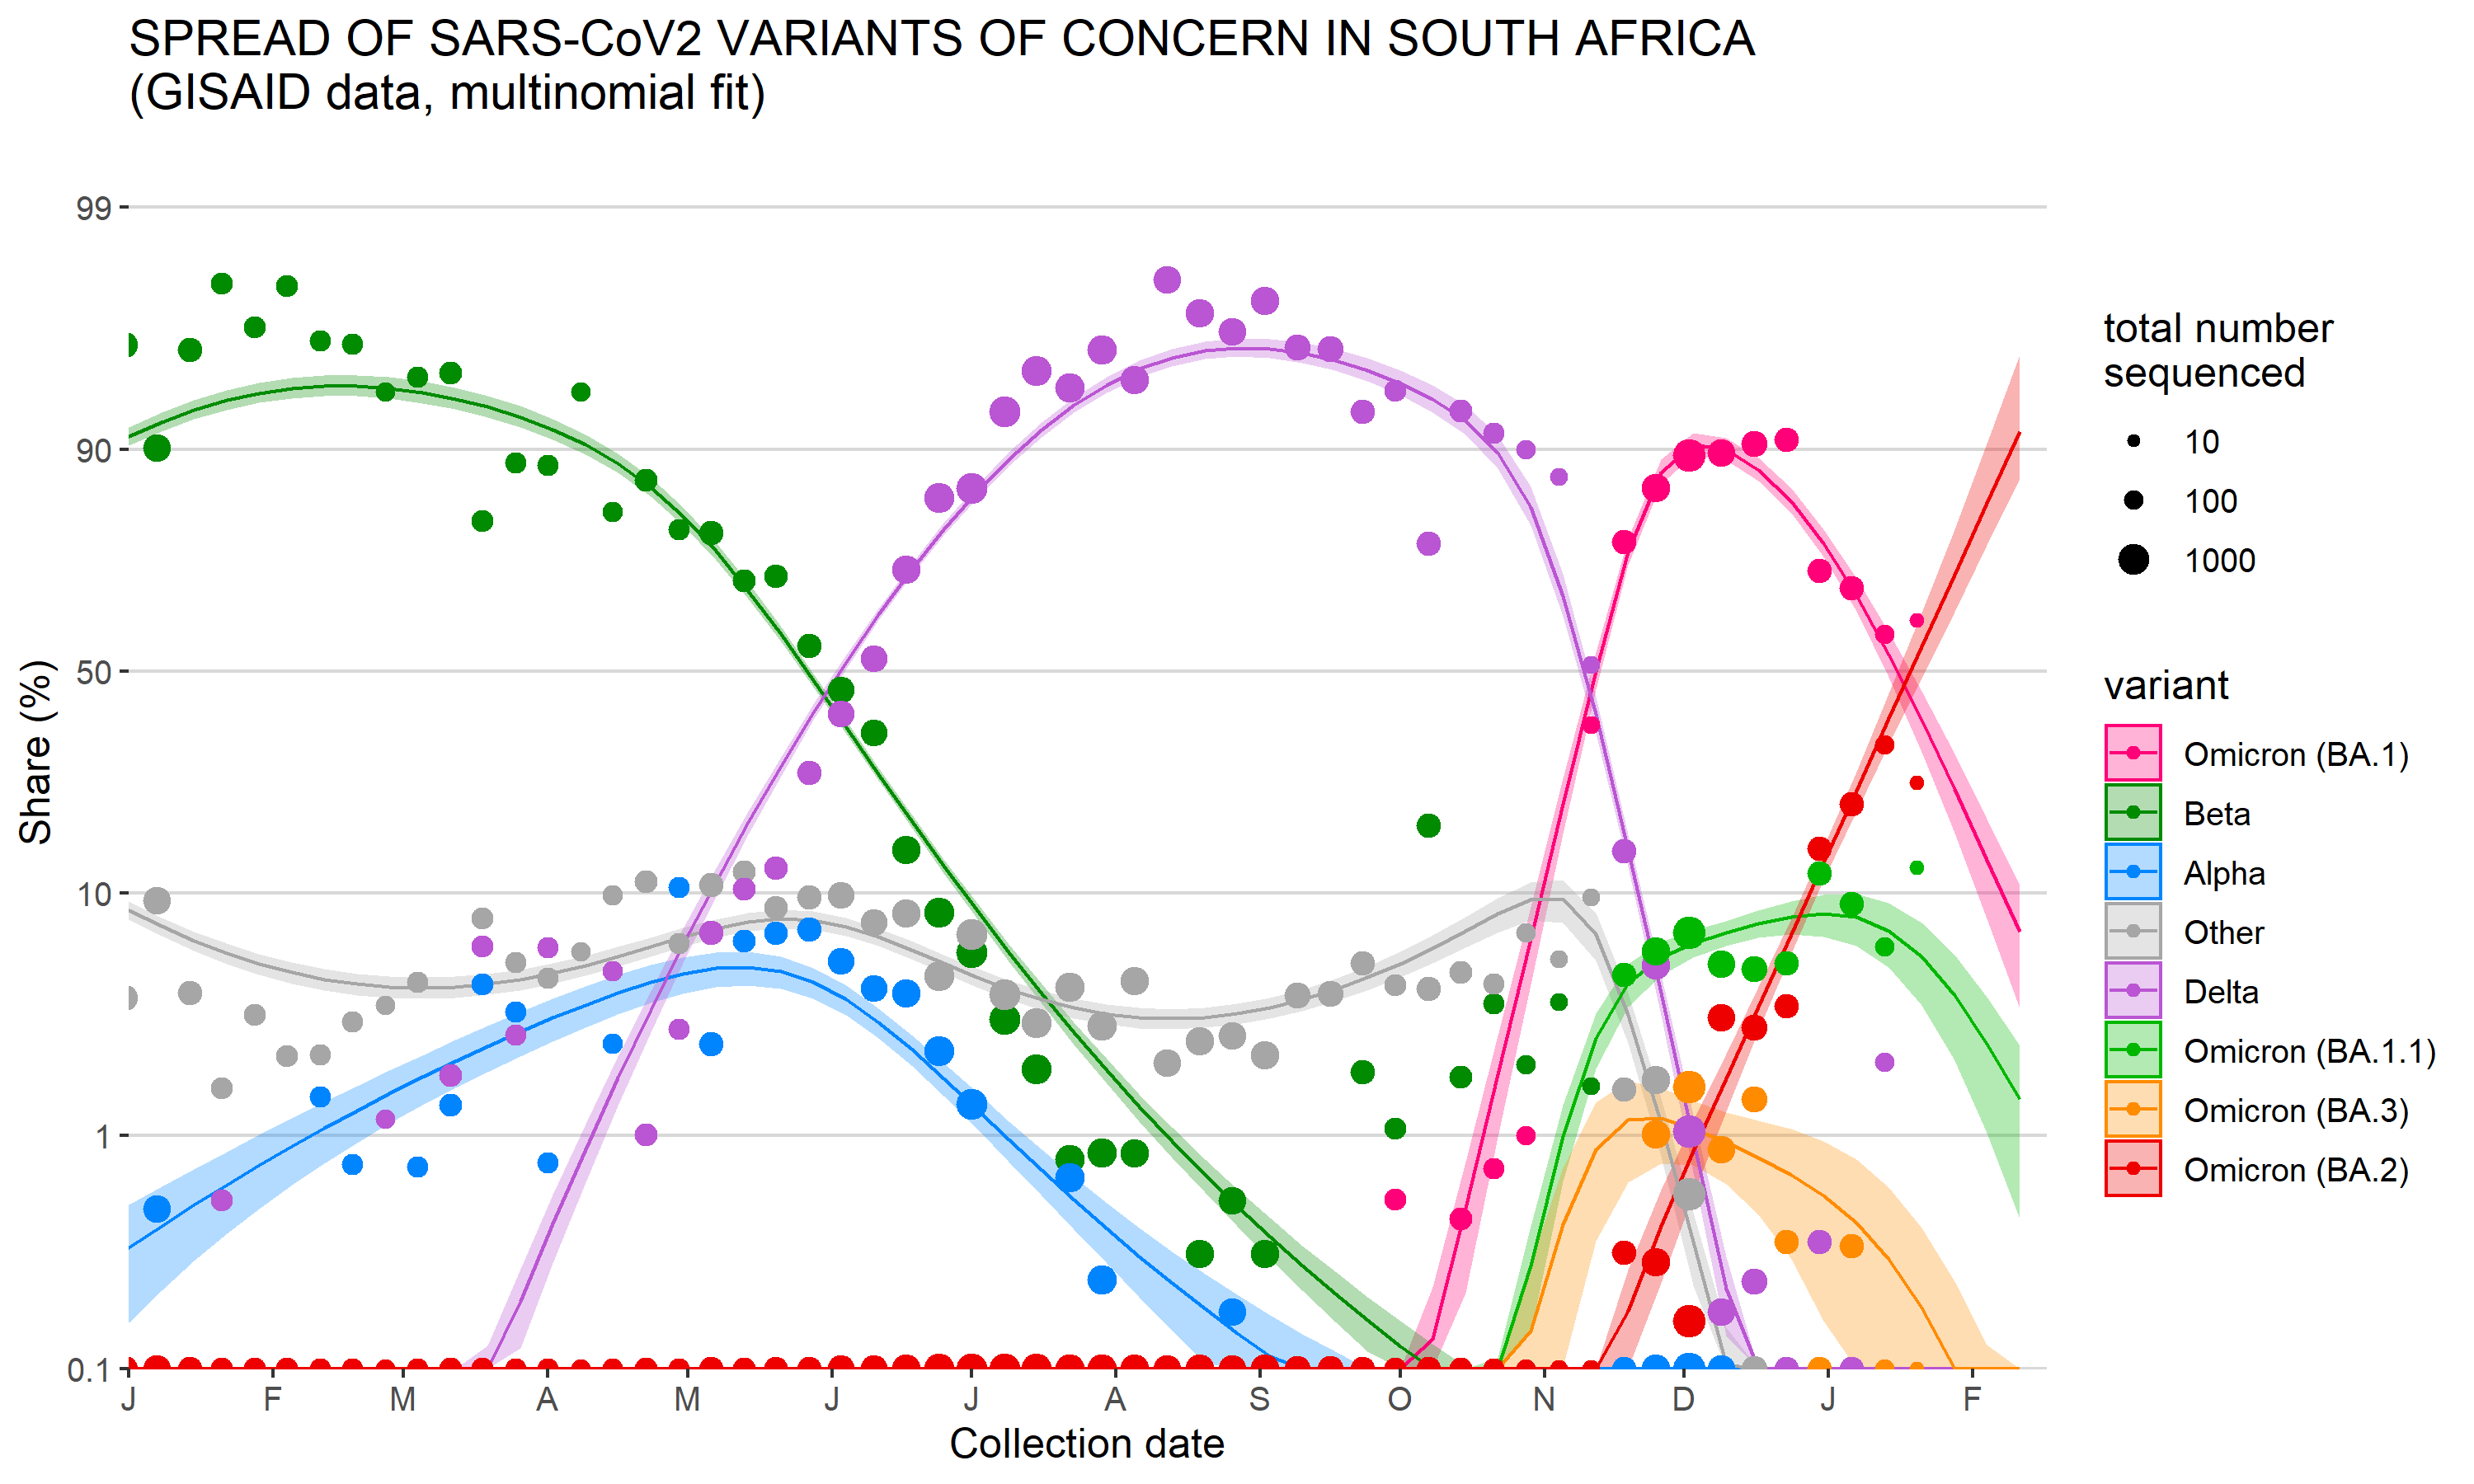 SPREAD OF SARS-CoV2 VARIANTS OF CONCERN IN SOUTH AFRICA
(GISAID data, multinomial fit)
99
90
50
10
1
0.1
Share (%)
J F M A M J J A S O N D J F
Collection date
total number
sequenced
10
100
1000
variant
Omicron (BA.1)
Beta
Alpha
Other
Delta
Omicron (BA.1.1)
Omicron (BA.3)
Omicron (BA.2)